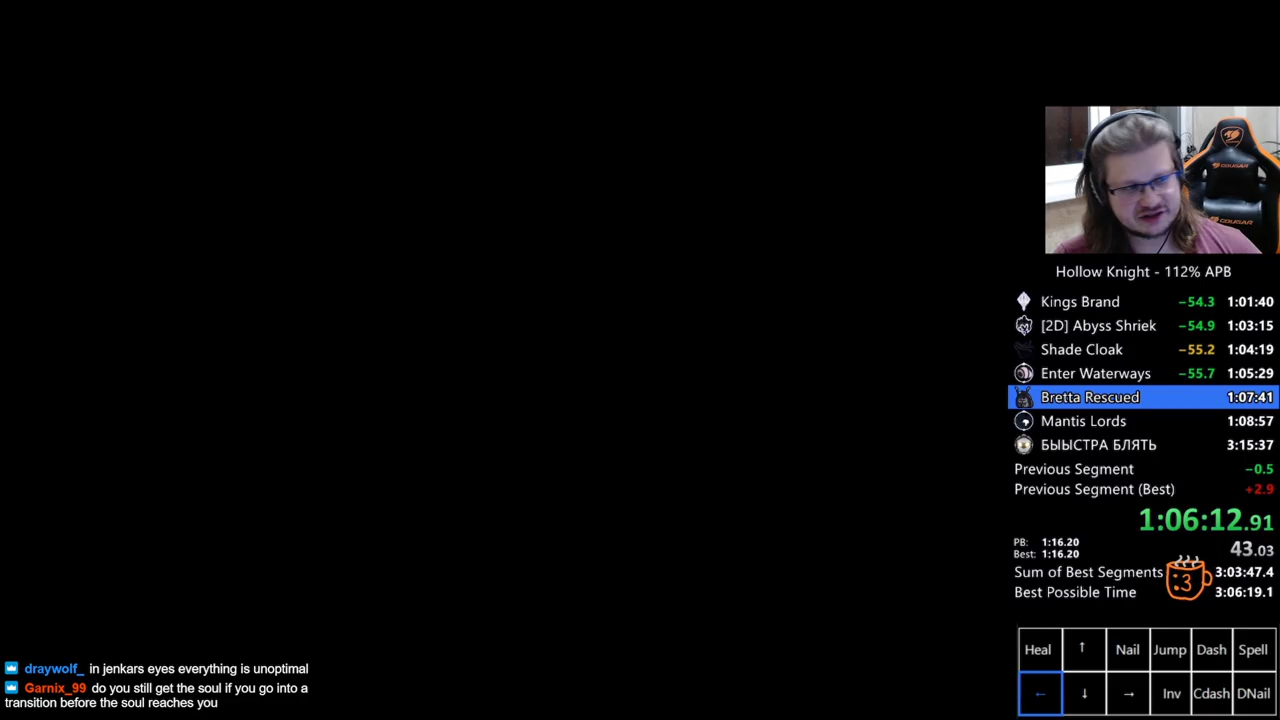 COUGAR
COUGAR
Hollow Knight - 112% APB
Kings Brand -54.3 1:01:40
[2D] Abyss Shriek -54.9 1:03:15
Shade Cloak -55.2 1:04:19
Enter Waterways -55.7 1:05:29
Bretta Rescued 1:07:41
Mantis Lords 1:08:57
БЫЫСТРА БЛЯТЬ 3:15:37
Previous Segment -0.5
Previous Segment (Best) +2.9
1:06:12.91
PB: 1:16.20 43.03
Best: 1:16.20
Sum of Best Segments 3:03:47.4
:3
Best Possible Time 3:06:19.1
Heal ↑ Nail Jump Dash Spell
← ↓ → Inv Cdash DNail
draywolf_ in jenkars eyes everything is unoptimal
Garnix_99 do you still get the soul if you go into a
transition before the soul reaches you